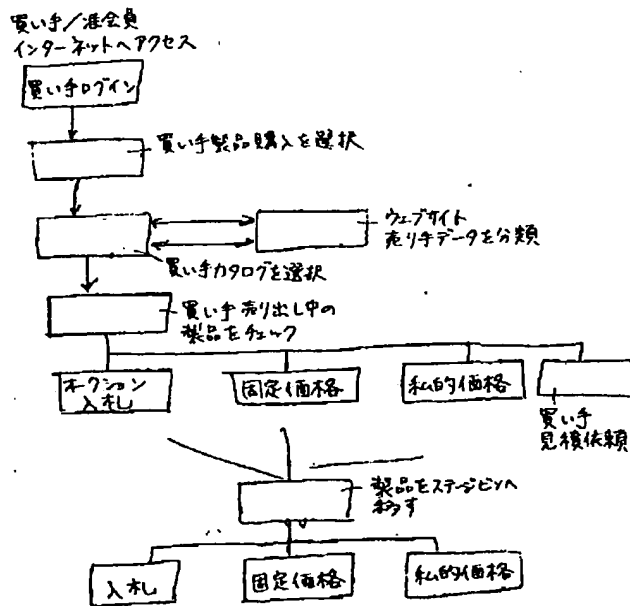 買い手／准会員
インターネットへアクセス
買い手ログイン
買い手製品購入を選択
ウェブサイト
売り手データを分類
買い手カタログを選択
買い手売り出し中の
製品をチェック
オークション
入札
固定価格
私的価格
買い手
見積依頼
製品をステージビンへ
移す
入札
固定価格
私的価格